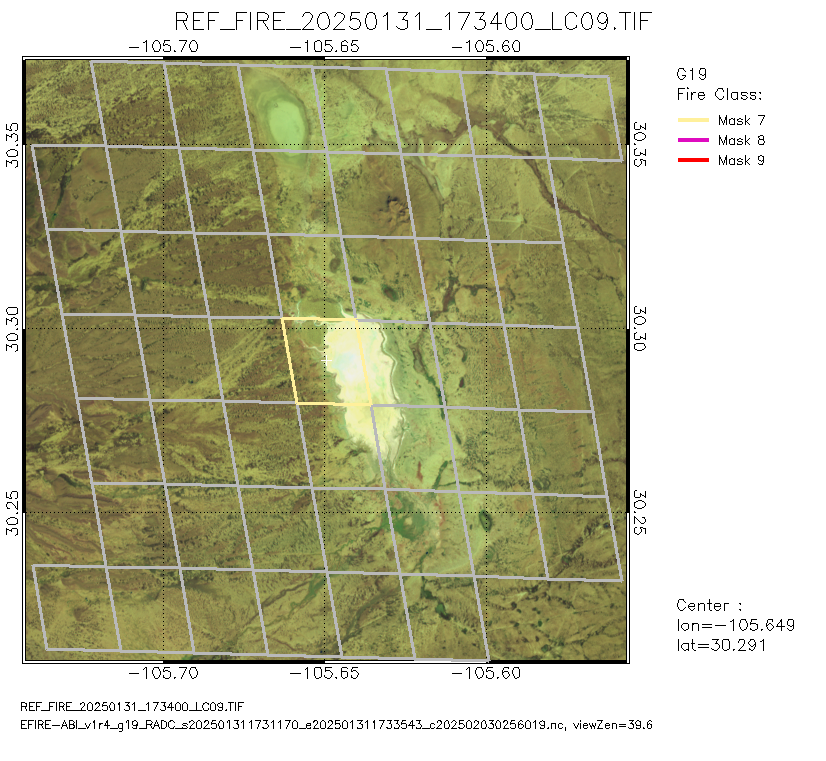 REF_FIRE_20250131_173400_LC09.TIF
−105.70 −105.65 −105.60
G19
Fire Class:
Mask 7
Mask 8
Mask 9
30.35 30.35
30.30 30.30
30.25 30.25
Center :
lon=−105.649
lat=30.291
−105.70 −105.65 −105.60
REF_FIRE_20250131_173400_LC09.TIF
EFIRE−ABI_v1r4_g19_RADC_s202501311731170_e202501311733543_c202502030256019.nc, viewZen=39.6